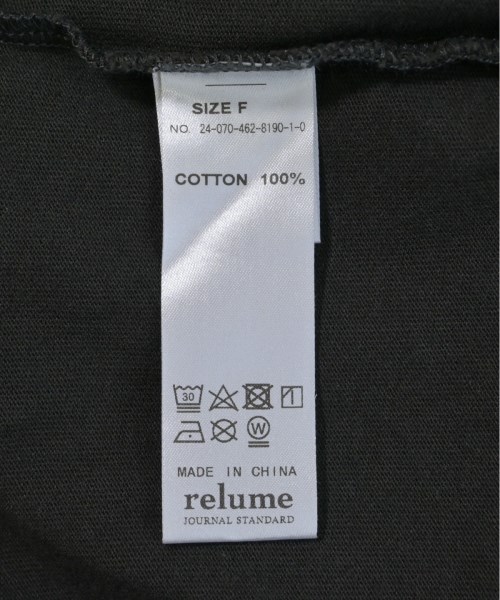 SIZE F
NO. 24-070-462-8190-1-0
COTTON 100%
30
W
MADE IN CHINA
relume
JOURNAL STANDARD